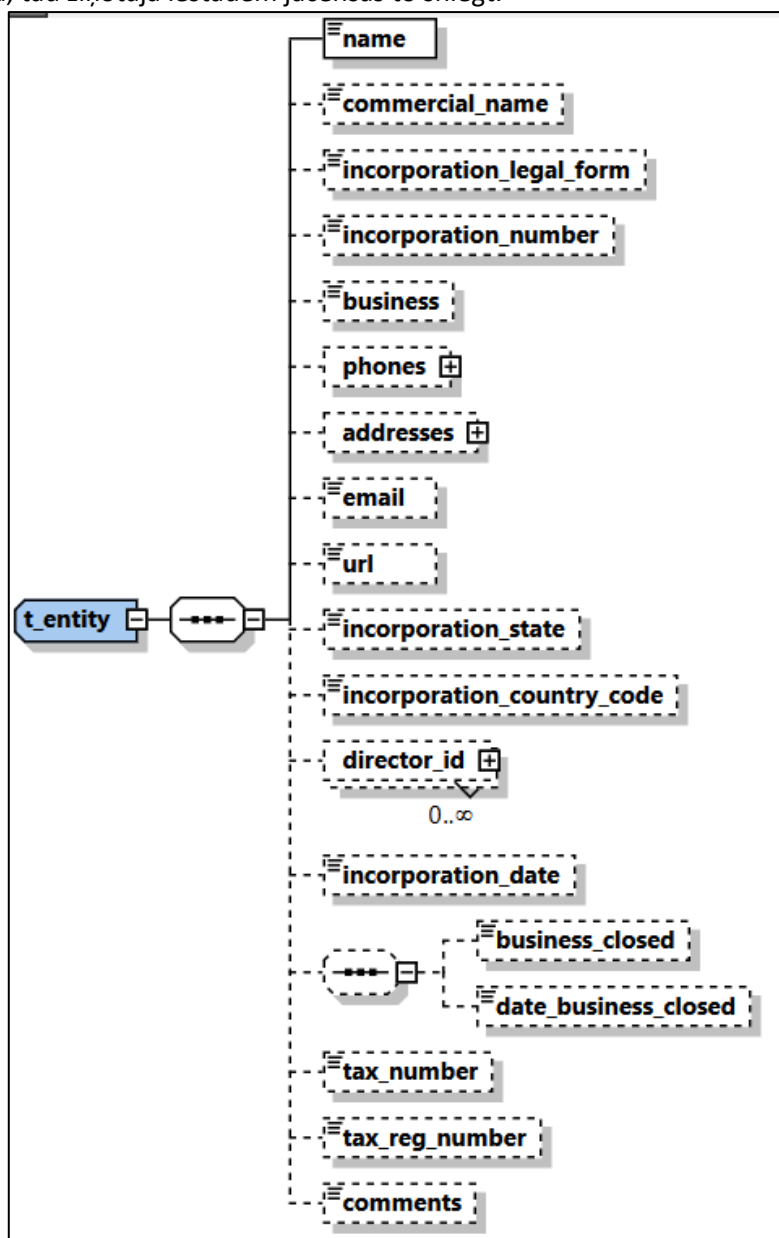 name
commercial_name
incorporation_legal_form
incorporation_number
business
phones
addresses
email
url
t_entity
incorporation_state
incorporation_country_code
director_id
0..∞
incorporation_date
business_closed
date_business_closed
tax_number
tax_reg_number
comments